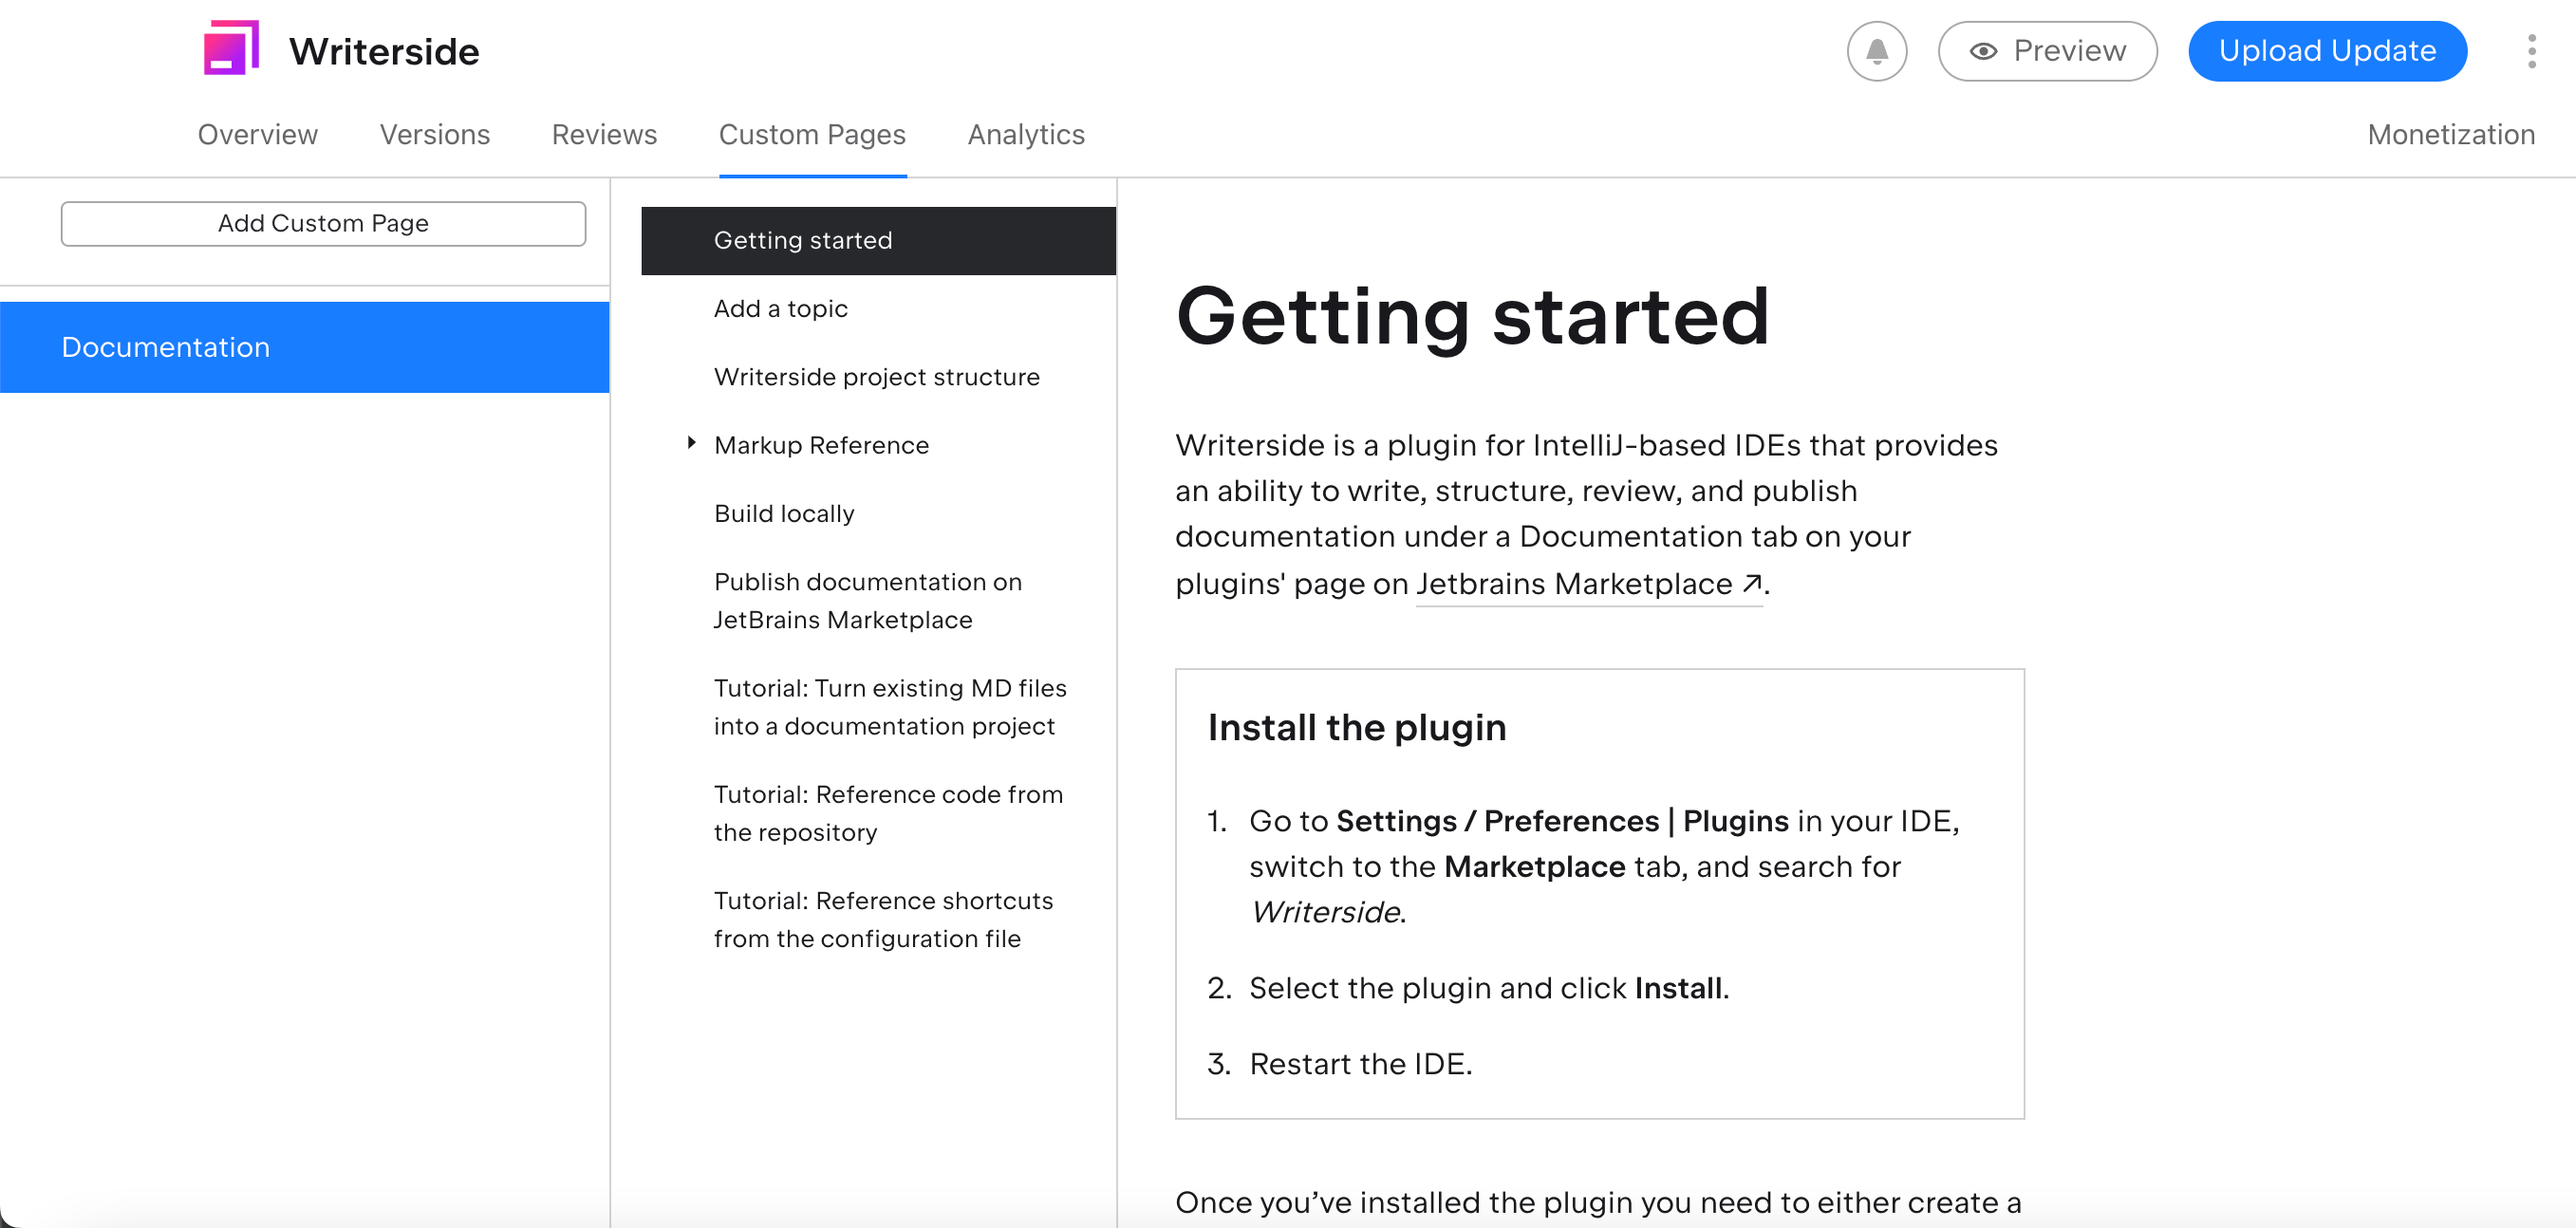 Writerside
Preview
Upload Update
Overview
Versions
Reviews
Custom Pages
Analytics
Monetization
Add Custom Page
Documentation
Getting started
Add a topic
Writerside project structure
Markup Reference
Build locally
Publish documentation on
JetBrains Marketplace
Tutorial: Turn existing MD files
into a documentation project
Tutorial: Reference code from
the repository
Tutorial: Reference shortcuts
from the configuration file
Getting started
Writerside is a plugin for IntelliJ-based IDEs that provides
an ability to write, structure, review, and publish
documentation under a Documentation tab on your
plugins' page on Jetbrains Marketplace ↗.
Install the plugin
1. Go to Settings / Preferences | Plugins in your IDE,
switch to the Marketplace tab, and search for
Writerside.
2. Select the plugin and click Install.
3. Restart the IDE.
Once you’ve installed the plugin you need to either create a